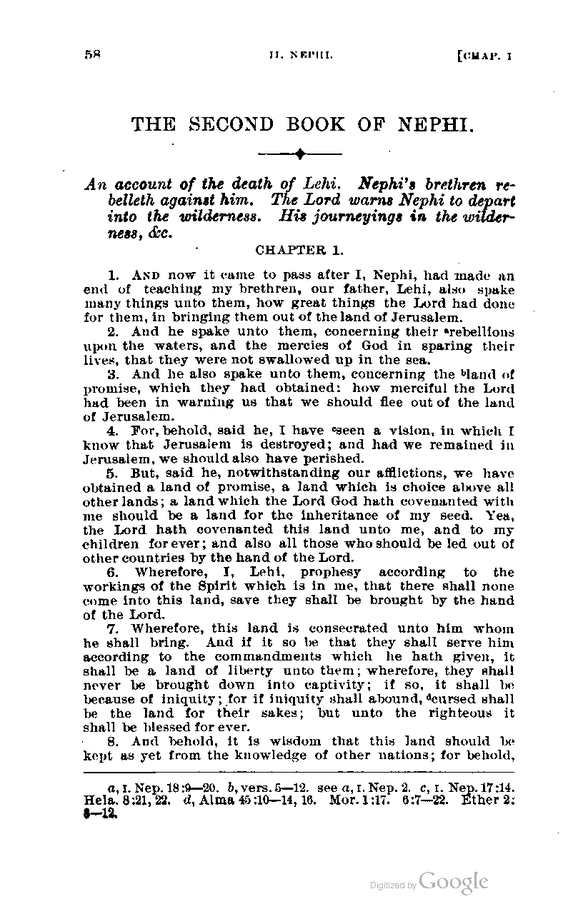 58 II. NEPHI. [CHAP. I
THE SECOND BOOK OF NEPHI.
An account of the death of Lehi. Nephi's brethren re-
belleth against him. The Lord warns Nephi to depart
into the wilderness. His journeyings in the wilder-
ness, &c.
CHAPTER 1.
1. AND now it came to pass after I, Nephi, had made an
end of teaching my brethren, our father, Lehi, also spake
many things unto them, how great things the Lord had done
for them, in bringing them out of the land of Jerusalem.
2. And he spake unto them, concerning their ᵃrebellions
upon the waters, and the mercies of God in sparing their
lives, that they were not swallowed up in the sea.
3. And he also spake unto them, concerning the ᵇland of
promise, which they had obtained: how merciful the Lord
had been in warning us that we should flee out of the land
of Jerusalem.
4. For, behold, said he, I have ᶜseen a vision, in which I
know that Jerusalem is destroyed; and had we remained in
Jerusalem, we should also have perished.
5. But, said he, notwithstanding our afflictions, we have
obtained a land of promise, a land which is choice above all
other lands; a land which the Lord God hath covenanted with
me should be a land for the inheritance of my seed. Yea,
the Lord hath covenanted this land unto me, and to my
children for ever; and also all those who should be led out of
other countries by the hand of the Lord.
6. Wherefore, I, Lehi, prophesy according to the
workings of the Spirit which is in me, that there shall none
come into this land, save they shall be brought by the hand
of the Lord.
7. Wherefore, this land is consecrated unto him whom
he shall bring. And if it so be that they shall serve him
according to the commandments which he hath given, it
shall be a land of liberty unto them; wherefore, they shall
never be brought down into captivity; if so, it shall be
because of iniquity; for if iniquity shall abound, ᵈcursed shall
be the land for their sakes; but unto the righteous it
shall be blessed for ever.
8. And behold, it is wisdom that this land should be
kept as yet from the knowledge of other nations; for behold,
a, I. Nep. 18:9—20. b, vers. 5—12. see a, I. Nep. 2. c, I. Nep. 17:14.
Hela. 8:21, 22. d, Alma 45:10—14, 16. Mor. 1:17. 6:7—22. Ether 2:
8—12.
Digitized by Google